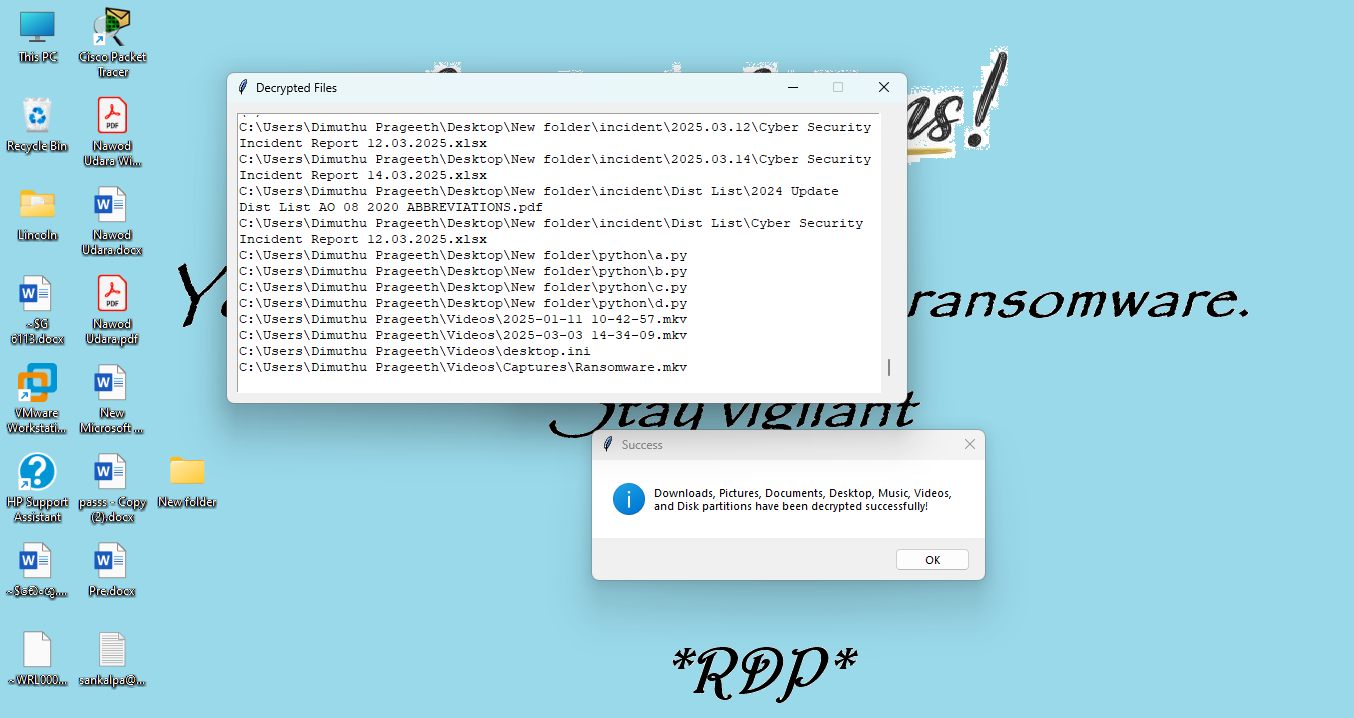 This PC
Cisco Packet
Tracer
Recycle Bin
Nawod
Udara Wi...
Lincoln
Nawod
Udara.docx
~$G
6113.docx
Nawod
Udara.pdf
VMware
Workstati...
New
Microsoft ...
HP Support
Assistant
passs - Copy
(2).docx
New folder
Pre.docx
~WRL000...
sankalpa@...
Decrypted Files
C:\Users\Dimuthu Prageeth\Desktop\New folder\incident\2025.03.12\Cyber Security
Incident Report 12.03.2025.xlsx
C:\Users\Dimuthu Prageeth\Desktop\New folder\incident\2025.03.14\Cyber Security
Incident Report 14.03.2025.xlsx
C:\Users\Dimuthu Prageeth\Desktop\New folder\incident\Dist List\2024 Update
Dist List AO 08 2020 ABBREVIATIONS.pdf
C:\Users\Dimuthu Prageeth\Desktop\New folder\incident\Dist List\Cyber Security
Incident Report 12.03.2025.xlsx
C:\Users\Dimuthu Prageeth\Desktop\New folder\python\a.py
C:\Users\Dimuthu Prageeth\Desktop\New folder\python\b.py
C:\Users\Dimuthu Prageeth\Desktop\New folder\python\c.py
C:\Users\Dimuthu Prageeth\Desktop\New folder\python\d.py
C:\Users\Dimuthu Prageeth\Videos\2025-01-11 10-42-57.mkv
C:\Users\Dimuthu Prageeth\Videos\2025-03-03 14-34-09.mkv
C:\Users\Dimuthu Prageeth\Videos\desktop.ini
C:\Users\Dimuthu Prageeth\Videos\Captures\Ransomware.mkv
ransomware.
Stay vigilant
Success
Downloads, Pictures, Documents, Desktop, Music, Videos,
and Disk partitions have been decrypted successfully!
OK
*RDP*